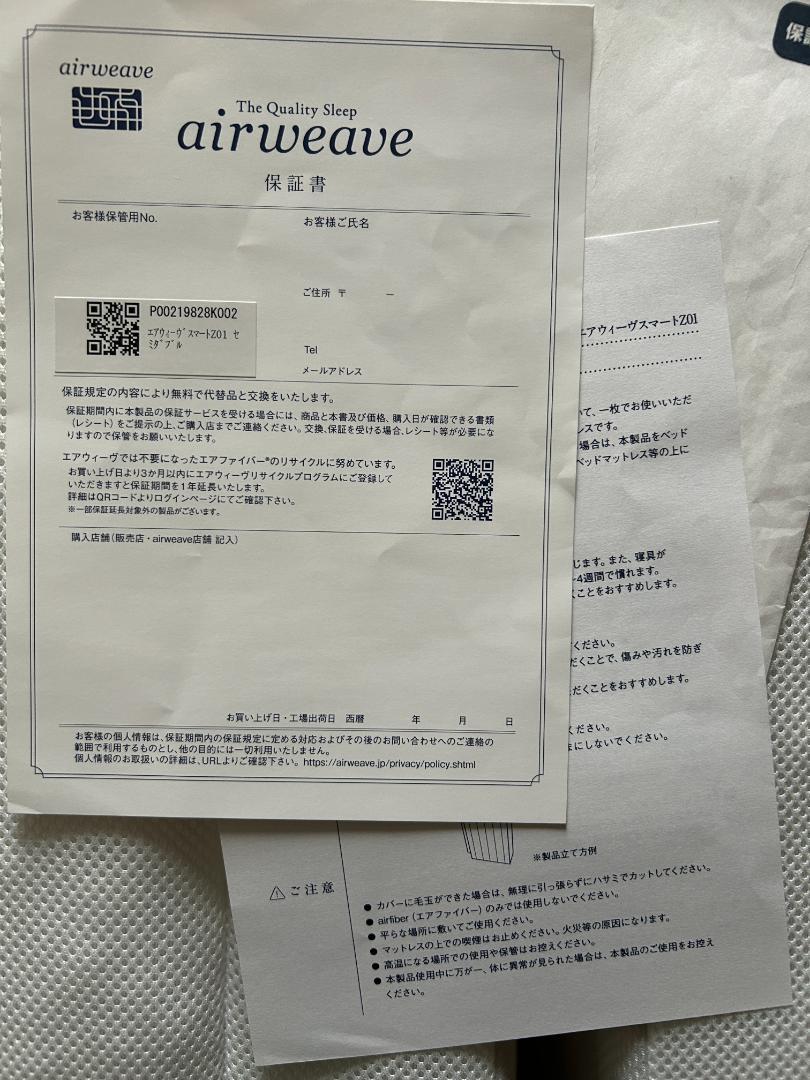 airweave
The Quality Sleep
airweave
保証書
お客様保管用No.
お客様ご氏名
ご住所 〒 －
P00219828K002
ｴｱｳｨｰｳﾞｽﾏｰﾄZ01 ｾ
ﾐﾀﾞﾌﾞﾙ
Tel
メールアドレス
保証規定の内容により無料で代替品と交換をいたします。
保証期間内に本製品の保証サービスを受ける場合には、商品と本書及び価格、購入日が確認できる書類
（レシート）をご提示の上、ご購入店までご連絡ください。交換、保証を受ける場合、レシート等が必要にな
りますので保管をお願いいたします。
エアウィーヴでは不要になったエアファイバー®のリサイクルに努めています。
お買い上げ日より3か月以内にエアウィーヴリサイクルプログラムにご登録して
いただきますと保証期間を1年延長いたします。
詳細はQRコードよりログインページにてご確認下さい。
※一部保証延長対象外の製品がございます。
購入店舗（販売店・airweave店舗 記入）
お買い上げ日・工場出荷日 西暦 年 月 日
お客様の個人情報は、保証期間内の保証規定に定める対応およびその後のお問い合わせへのご連絡の
範囲で利用するものとし、他の目的には一切利用いたしません。
個人情報のお取扱いの詳細は、URLよりご確認下さい。https://airweave.jp/privacy/policy.shtml
保証
エアウィーヴスマートZ01
いて、一枚でお使いいただ
レスです。
場合は、本製品をベッド
ベッドマットレス等の上に
じます。また、寝具が
-4週間で慣れます。
ことをおすすめします。
ください。
だくことで、傷みや汚れを防ぎ
ただくことをおすすめします。
ください。
まにしないでください。
※製品立て方例
⚠ご注意
●カバーに毛玉ができた場合は、無理に引っ張らずにハサミでカットしてください。
●airfiber（エアファイバー）のみでは使用しないでください。
●平らな場所に敷いてご使用ください。
●マットレスの上での喫煙はお止めください。火災等の原因になります。
●高温になる場所での使用や保管はお控えください。
●本製品使用中に万が一、体に異常が見られた場合は、本製品のご使用をお控え
ください。